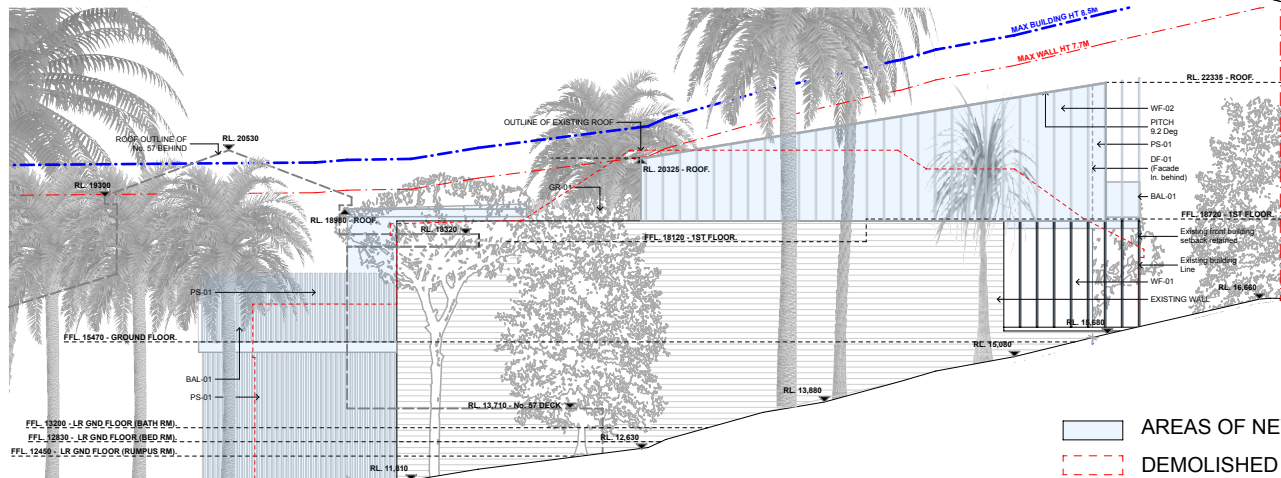 MAX BUILDING HT 8.5M
MAX WALL HT 7.7M
RL. 22335 - ROOF.
WF-02
PITCH
9.2 Deg
PS-01
DF-01
(Facade
In. behind)
BAL-01
FFL. 18720 - 1ST FLOOR.
Existing front building
setback retained
Existing building
Line
WF-01
RL. 16,660
EXISTING WALL
RL. 15,680
RL. 15,080
OUTLINE OF EXISTING ROOF
RL. 20325 - ROOF.
GR-01
ROOF OUTLINE OF
No. 57 BEHIND
RL. 20530
RL. 19300
RL. 18980 - ROOF.
RL. 19320
FFL. 18120 - 1ST FLOOR.
PS-01
FFL. 15470 - GROUND FLOOR.
BAL-01
PS-01
RL. 13,710 - No. 57 DECK
RL. 13,880
FFL. 13200 - LR GND FLOOR (BATH RM).
FFL. 12830 - LR GND FLOOR (BED RM).
FFL. 12450 - LR GND FLOOR (RUMPUS RM).
RL. 12,630
RL. 11,810
AREAS OF NE
DEMOLISHED